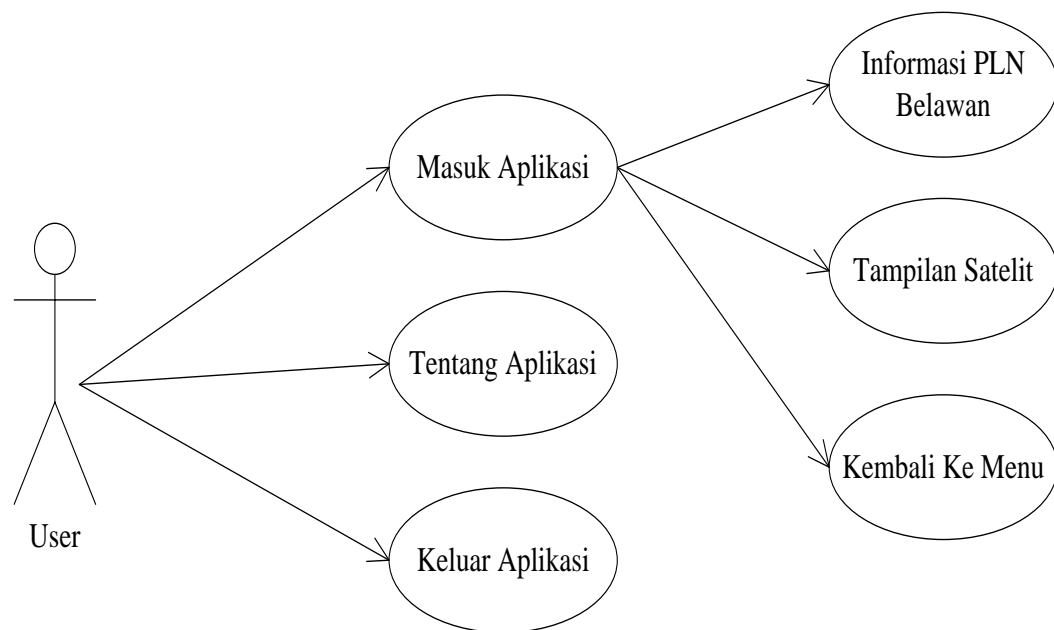 User
Masuk Aplikasi
Tentang Aplikasi
Keluar Aplikasi
Informasi PLN
Belawan
Tampilan Satelit
Kembali Ke Menu